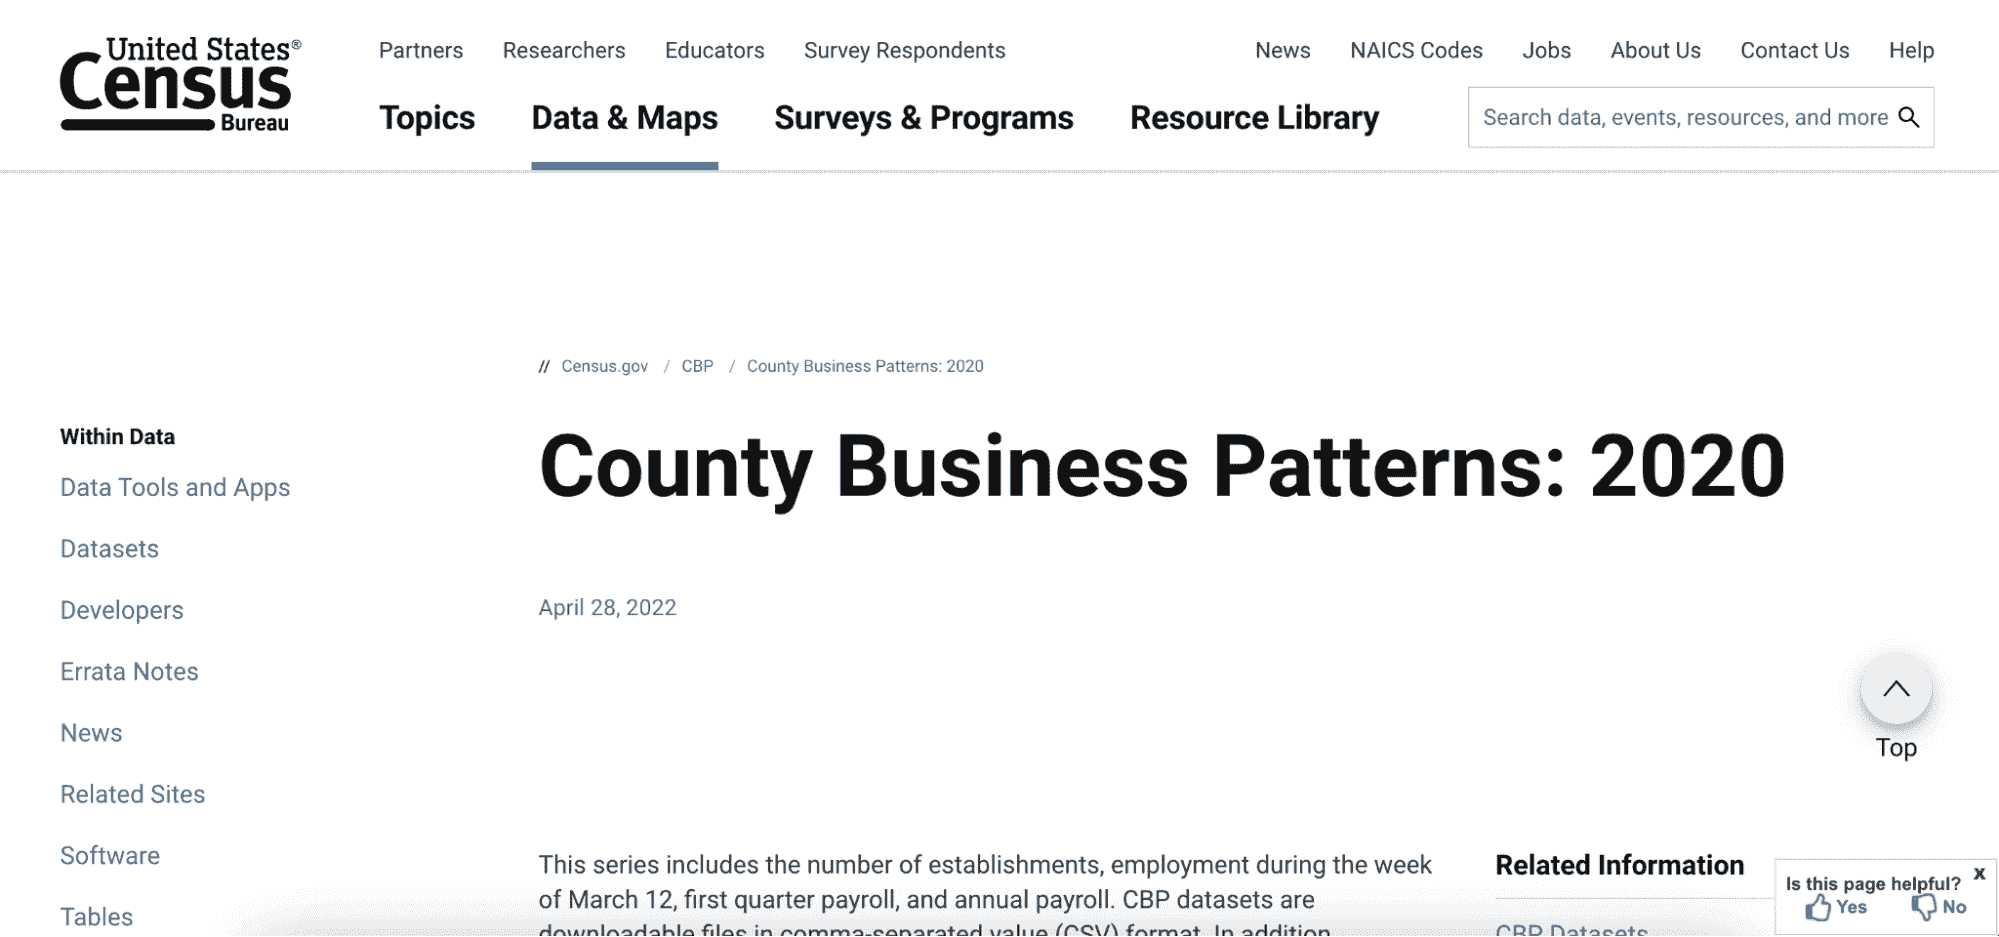 United States®
Census
Bureau
Partners Researchers Educators Survey Respondents
News NAICS Codes Jobs About Us Contact Us Help
Topics Data & Maps Surveys & Programs Resource Library
Search data, events, resources, and more
// Census.gov / CBP / County Business Patterns: 2020
Within Data
Data Tools and Apps
Datasets
Developers
Errata Notes
News
Related Sites
Software
Tables
County Business Patterns: 2020
April 28, 2022
This series includes the number of establishments, employment during the week
of March 12, first quarter payroll, and annual payroll. CBP datasets are
downloadable files in comma-separated value (CSV) format. In addition
Related Information
CBP Datasets
Top
Is this page helpful? x
Yes No